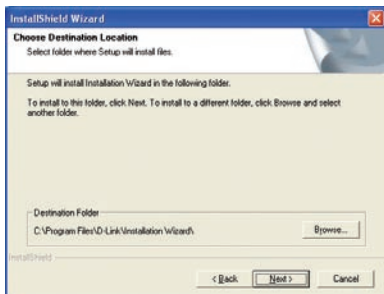 InstallShield Wizard
Choose Destination Location
Select folder where Setup will install files.
Setup will install Installation Wizard in the following folder.
To install to this folder, click Next. To install to a different folder, click Browse and select
another folder.
Destination Folder
C:\Program Files\D-Link\Installation Wizard\
Browse...
InstallShield
< Back
Next >
Cancel